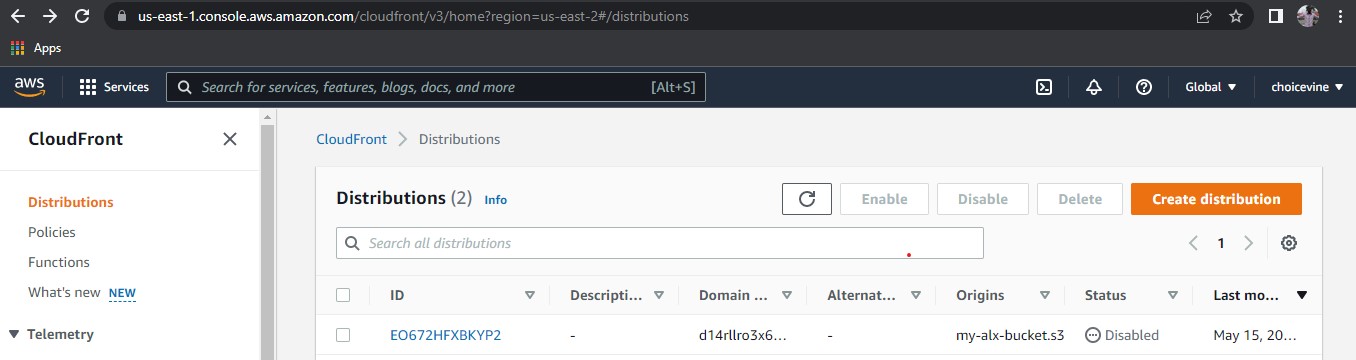 us-east-1.console.aws.amazon.com/cloudfront/v3/home?region=us-east-2#/distributions
Apps
aws Services Search for services, features, blogs, docs, and more [Alt+S] Global choicevine
CloudFront
Distributions
Policies
Functions
What's new NEW
Telemetry
CloudFront Distributions
Distributions (2) Info Enable Disable Delete Create distribution
Search all distributions 1
ID Descripti... Domain ... Alternat... Origins Status Last mo...
EO672HFXBKYP2 - d14rllro3x6... - my-alx-bucket.s3 Disabled May 15, 20...